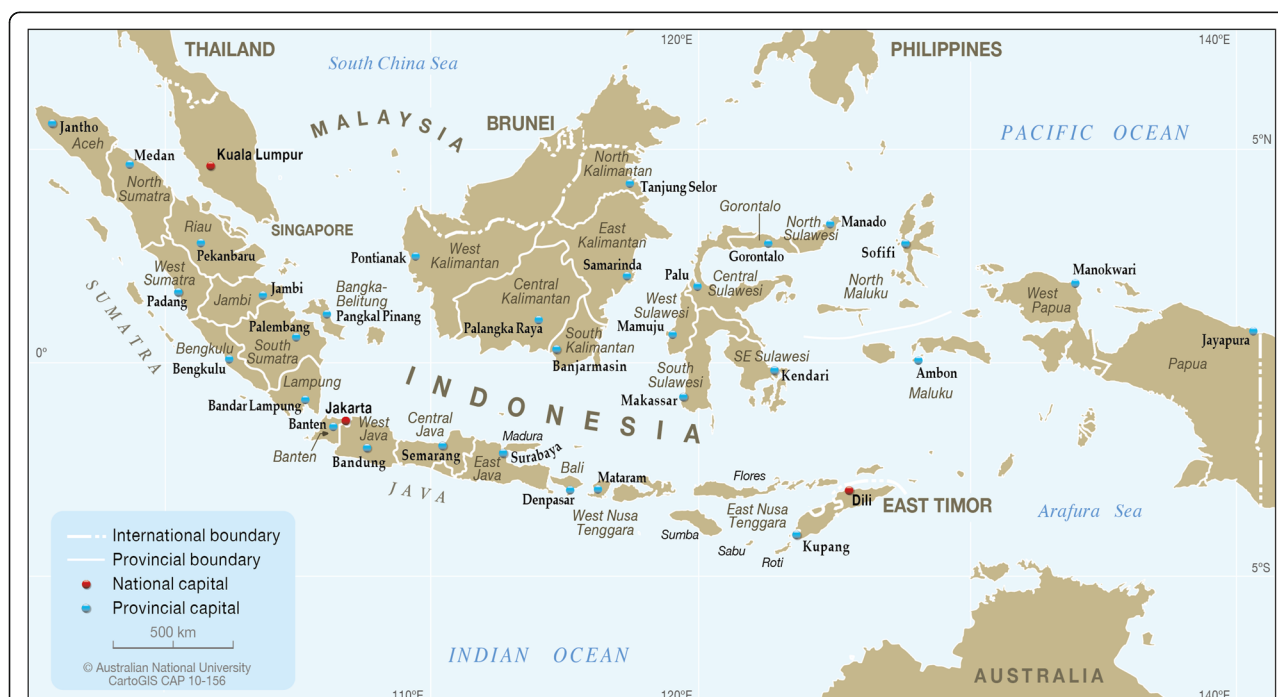 THAILAND
South China Sea
120°E
PHILIPPINES
140°E
MALAYSIA
BRUNEI
PACIFIC OCEAN
5°N
Jantho
Aceh
Medan
Kuala Lumpur
North
Sumatra
North
Kalimantan
Tanjung Selor
Gorontalo
Riau
Pekanbaru
SINGAPORE
East
Kalimantan
North
Sulawesi
Manado
Pontianak
West
Kalimantan
Samarinda
Gorontalo
Sofifi
West
Sumatra
Padang
Jambi
Jambi
Bangka-
Belitung
Pangkal Pinang
Central
Kalimantan
Palu
Central
Sulawesi
North
Maluku
Manokwari
West
Papua
SUMATRA
Palembang
South
Sumatra
Palangka Raya
South
Kalimantan
West
Sulawesi
Mamuju
Jayapura
0°
Bengkulu
Bengkulu
Banjarmasin
SE Sulawesi
Kendari
South
Sulawesi
Ambon
Maluku
Papua
Lampung
Bandar Lampung
INDONESIA
Makassar
Jakarta
Banten
Banten
West
Java
Bandung
Central
Java
Semarang
Madura
Surabaya
East
Java
JAVA
Bali
Denpasar
Mataram
West Nusa
Tenggara
Flores
East Nusa
Tenggara
Sumba
Sabu
Roti
Kupang
Dili
EAST TIMOR
Arafura Sea
International boundary
Provincial boundary
National capital
Provincial capital
500 km
© Australian National University
CartoGIS CAP 10-156
5°S
INDIAN OCEAN
AUSTRALIA
110°E
120°E
140°E